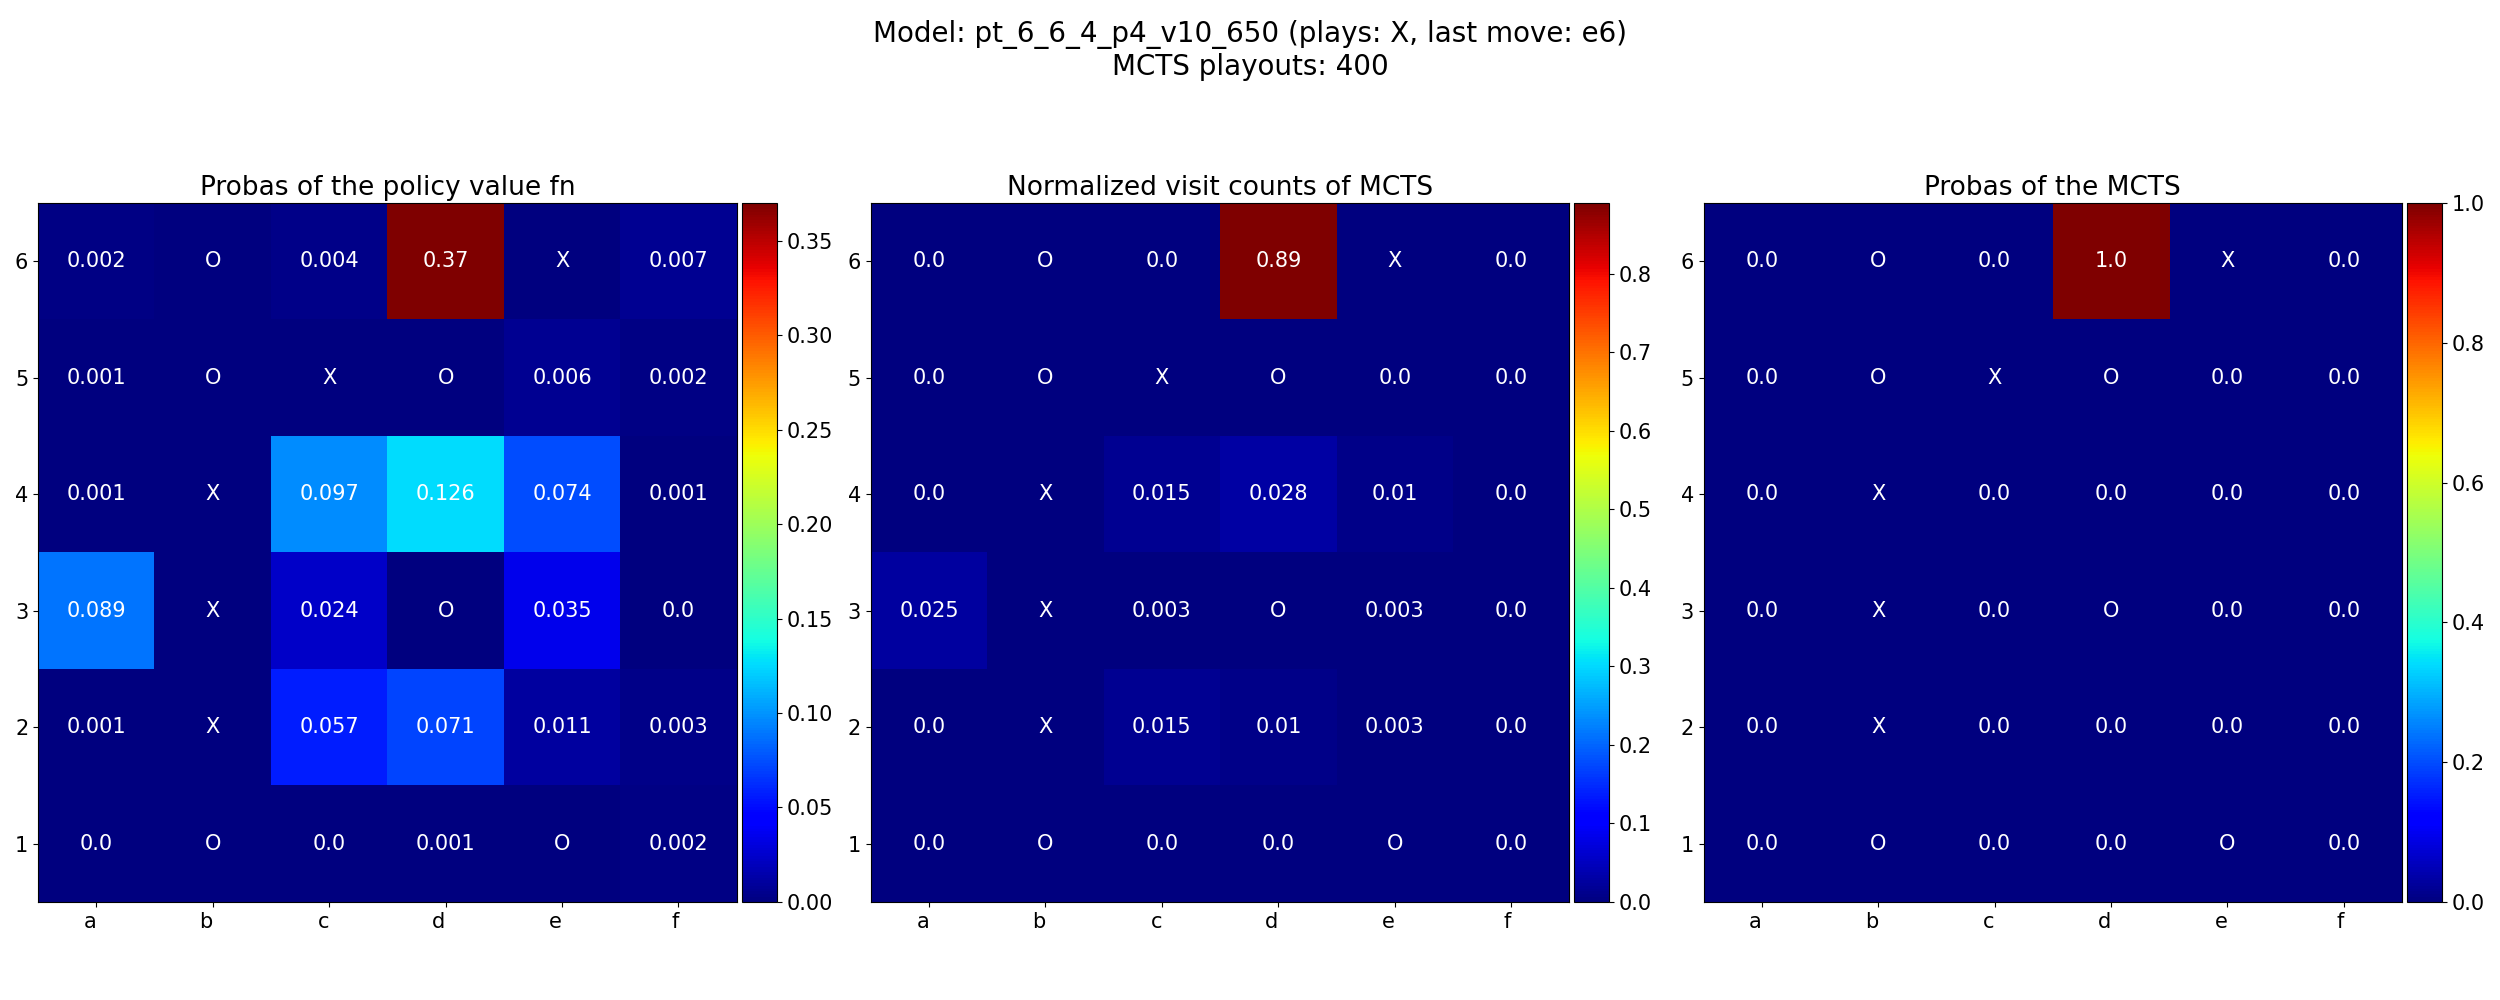 Model: pt_6_6_4_p4_v10_650 (plays: X, last move: e6)
MCTS playouts: 400
Probas of the policy value fn
6 0.002 O 0.004 0.37 X 0.007
5 0.001 O X O 0.006 0.002
4 0.001 X 0.097 0.126 0.074 0.001
3 0.089 X 0.024 O 0.035 0.0
2 0.001 X 0.057 0.071 0.011 0.003
1 0.0 O 0.0 0.001 O 0.002
a b c d e f
0.35
0.30
0.25
0.20
0.15
0.10
0.05
0.00
Normalized visit counts of MCTS
6 0.0 O 0.0 0.89 X 0.0
5 0.0 O X O 0.0 0.0
4 0.0 X 0.015 0.028 0.01 0.0
3 0.025 X 0.003 O 0.003 0.0
2 0.0 X 0.015 0.01 0.003 0.0
1 0.0 O 0.0 0.0 O 0.0
a b c d e f
0.8
0.7
0.6
0.5
0.4
0.3
0.2
0.1
0.0
Probas of the MCTS
6 0.0 O 0.0 1.0 X 0.0
5 0.0 O X O 0.0 0.0
4 0.0 X 0.0 0.0 0.0 0.0
3 0.0 X 0.0 O 0.0 0.0
2 0.0 X 0.0 0.0 0.0 0.0
1 0.0 O 0.0 0.0 O 0.0
a b c d e f
1.0
0.8
0.6
0.4
0.2
0.0